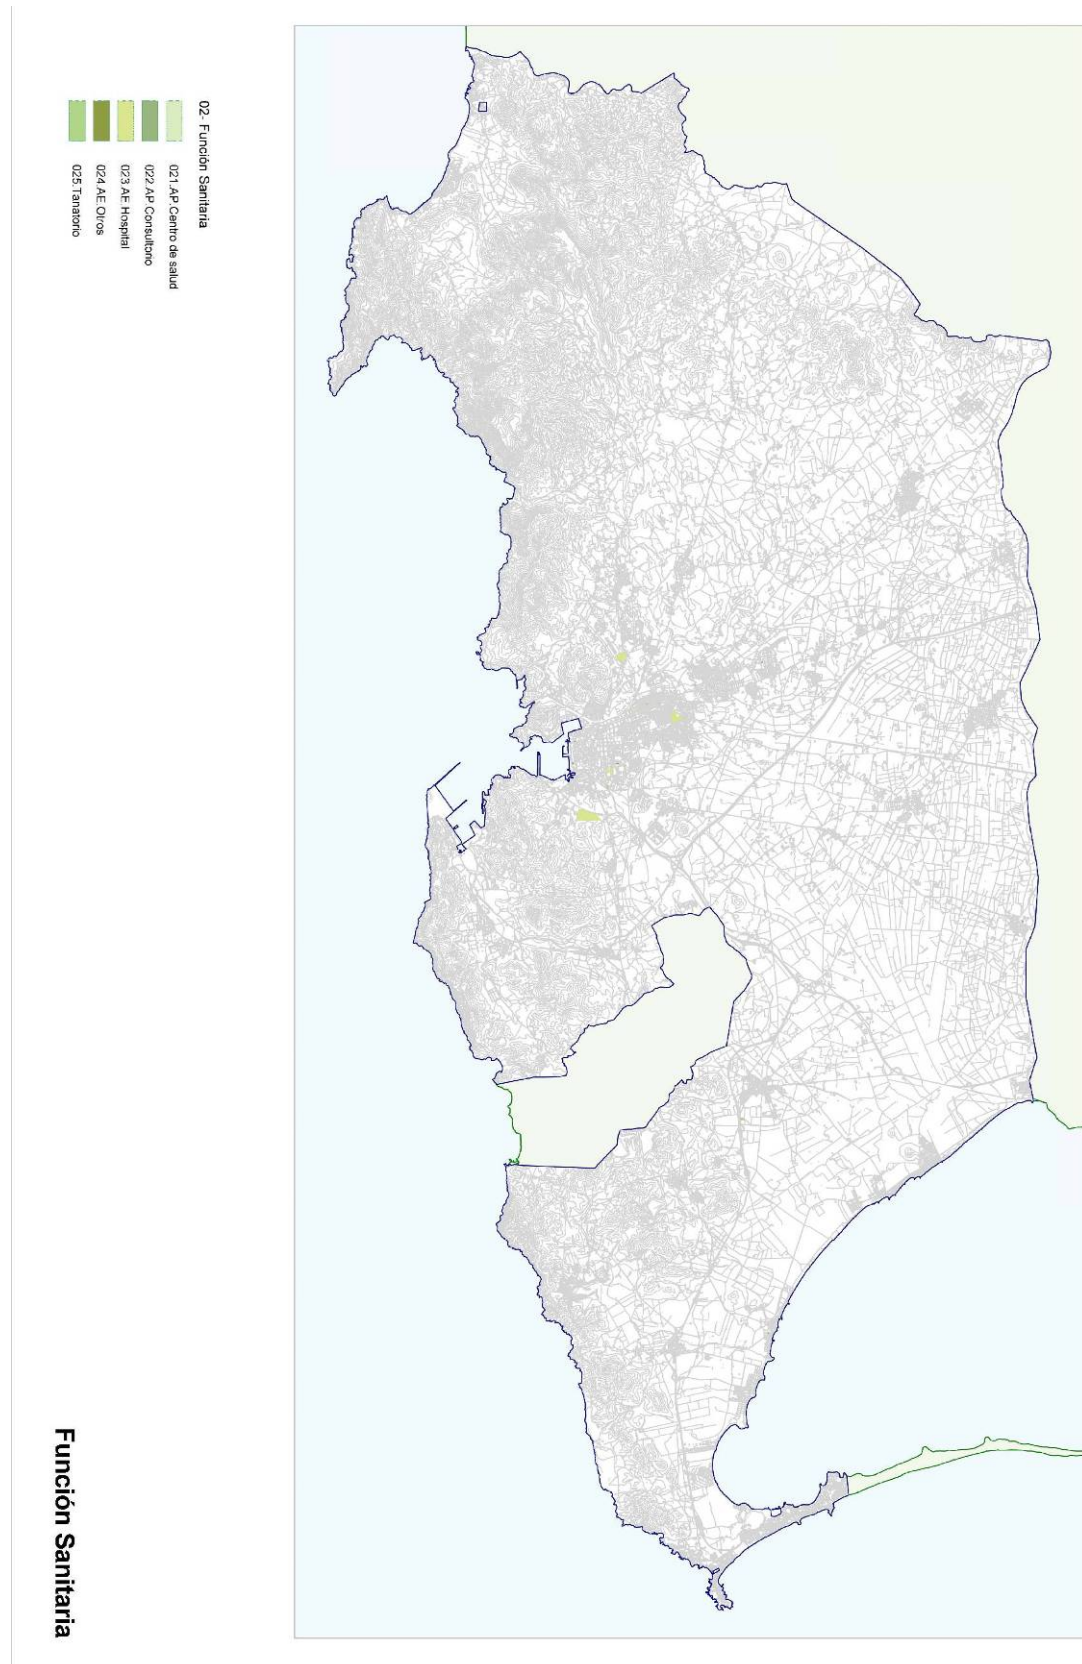 02- Función Sanitaria
021.AP.Centro de salud
022.AP.Consultorio
023.AE.Hospital
024.AE.Otros
025.Tanatorio
Función Sanitaria